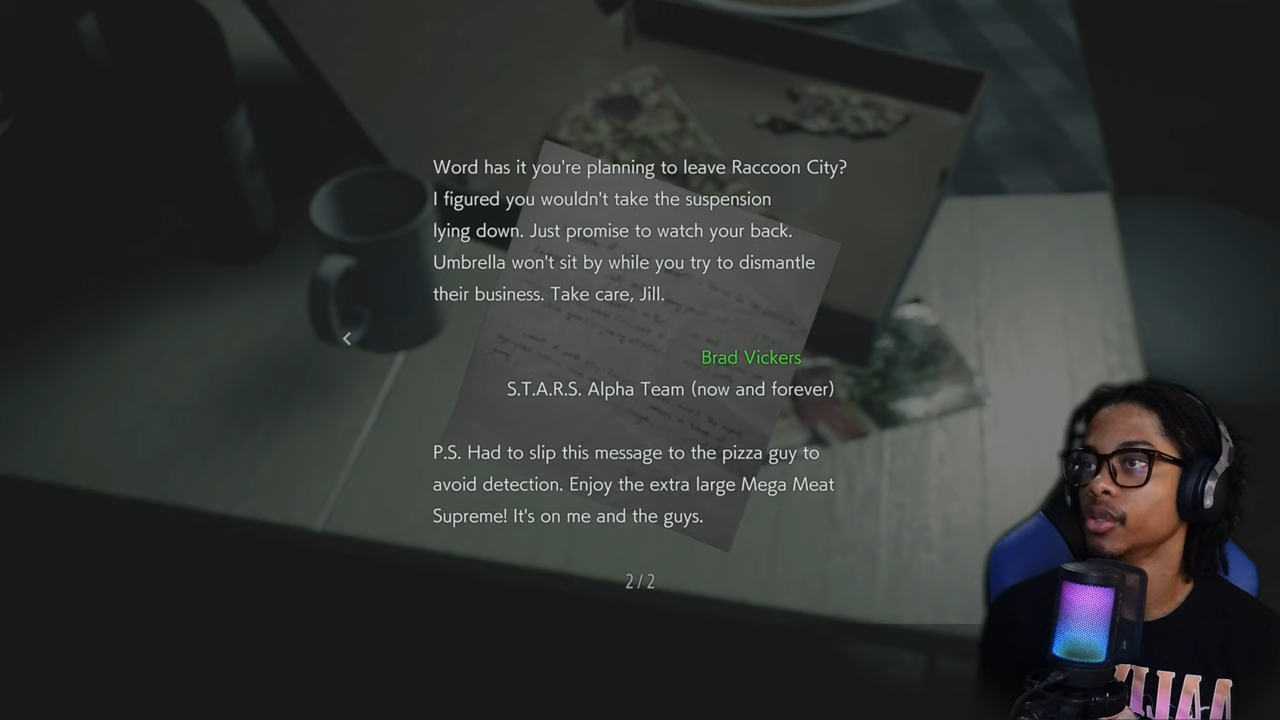 Word has it you're planning to leave Raccoon City?
I figured you wouldn't take the suspension
lying down. Just promise to watch your back.
Umbrella won't sit by while you try to dismantle
their business. Take care, Jill.
Brad Vickers
S.T.A.R.S. Alpha Team (now and forever)
P.S. Had to slip this message to the pizza guy to
avoid detection. Enjoy the extra large Mega Meat
Supreme! It's on me and the guys.
2/2